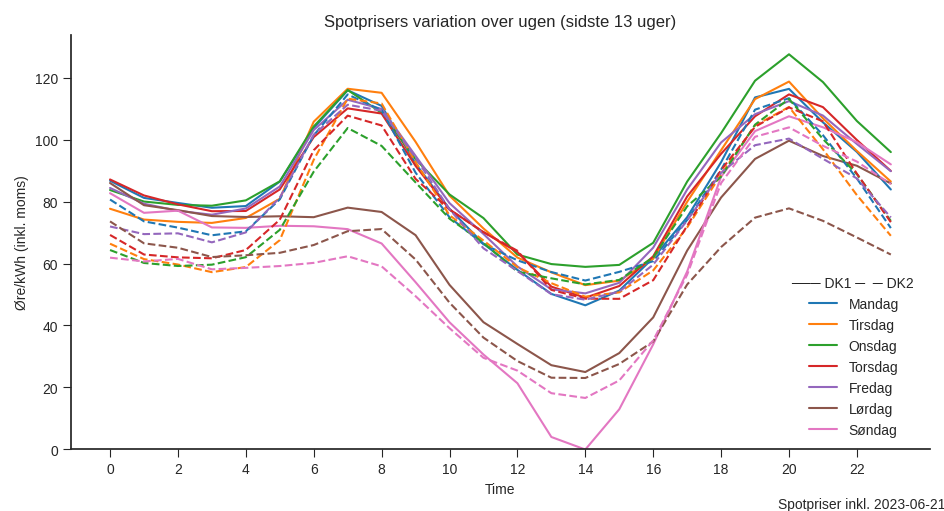 Spotprisers variation over ugen (sidste 13 uger)
Øre/kWh (inkl. moms)
120
100
80
60
40
20
0
0 2 4 6 8 10 12 14 16 18 20 22
Time
DK1 DK2
Mandag
Tirsdag
Onsdag
Torsdag
Fredag
Lørdag
Søndag
Spotpriser inkl. 2023-06-21